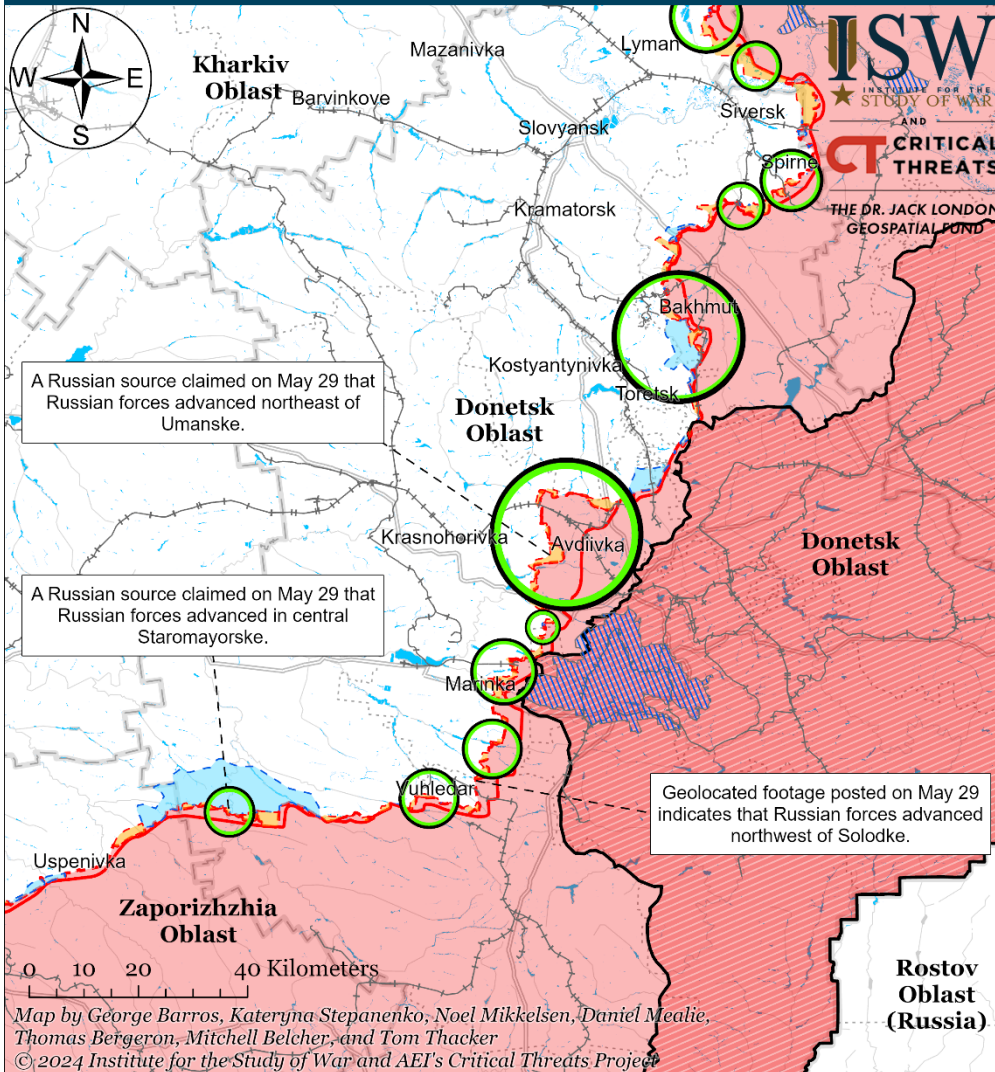 N
W
E
S
Kharkiv
Oblast
Mazanivka
Barvinkove
Lyman
Slovyansk
Siversk
Spirne
Kramatorsk
ISW
INSTITUTE FOR THE
STUDY OF WAR
AND
CT CRITICAL
THREATS
THE DR. JACK LONDON
GEOSPATIAL FUND
Bakhmut
Kostyantynivka
Toretsk
Donetsk
Oblast
A Russian source claimed on May 29 that
Russian forces advanced northeast of
Umanske.
Krasnohorivka
Avdiivka
Donetsk
Oblast
A Russian source claimed on May 29 that
Russian forces advanced in central
Staromayorske.
Marinka
Vuhledar
Geolocated footage posted on May 29
indicates that Russian forces advanced
northwest of Solodke.
Uspenivka
Zaporizhzhia
Oblast
Rostov
Oblast
(Russia)
0 10 20 40 Kilometers
Map by George Barros, Kateryna Stepanenko, Noel Mikkelsen, Daniel Mealie,
Thomas Bergeron, Mitchell Belcher, and Tom Thacker
© 2024 Institute for the Study of War and AEI's Critical Threats Project